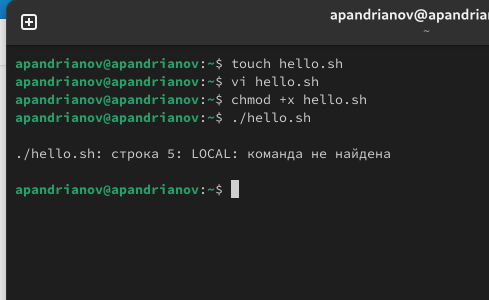 apandrianov@apandria
~
apandrianov@apandrianov:~$ touch hello.sh
apandrianov@apandrianov:~$ vi hello.sh
apandrianov@apandrianov:~$ chmod +x hello.sh
apandrianov@apandrianov:~$ ./hello.sh
./hello.sh: строка 5: LOCAL: команда не найдена
apandrianov@apandrianov:~$